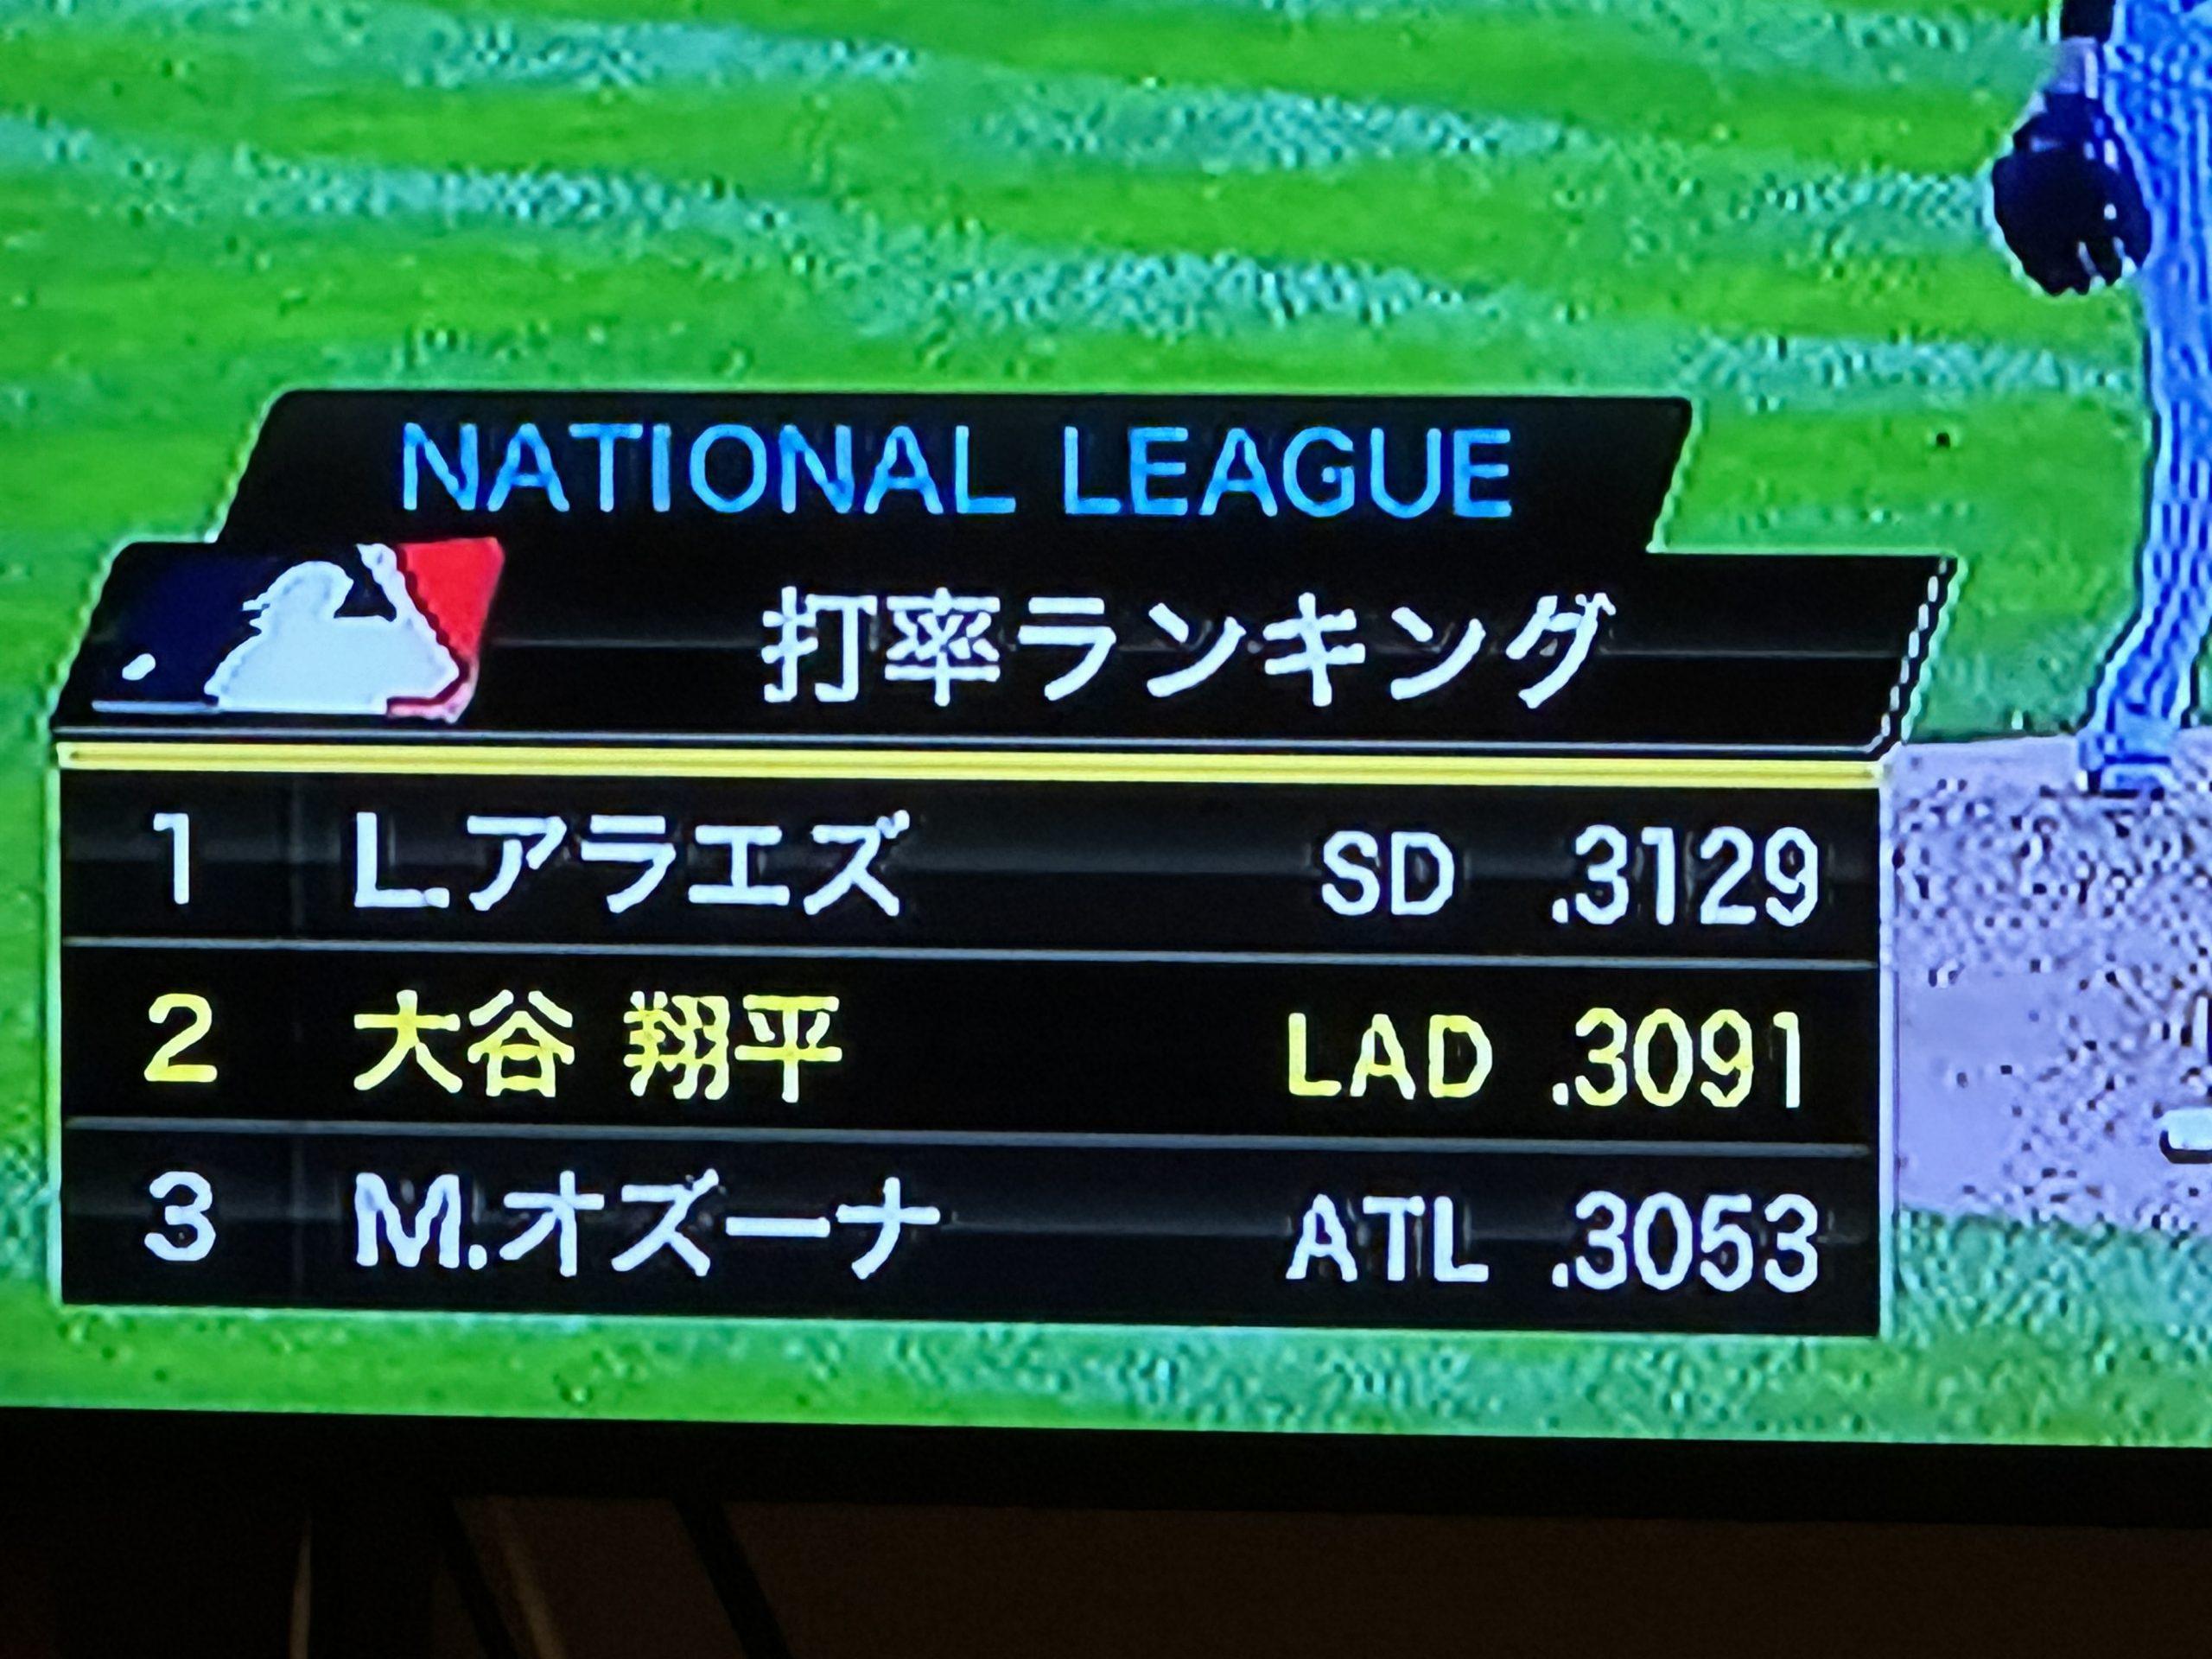 NATIONAL LEAGUE
打率ランキング
1 L.アラエズ SD .3129
2 大谷 翔平 LAD .3091
3 M.オズーナ ATL .3053